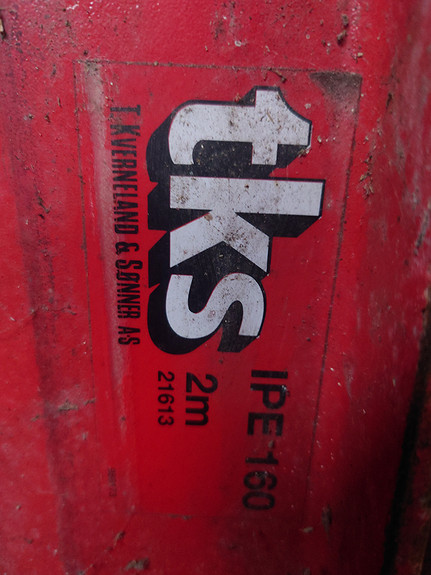 tks
T. KVERNELAND & SØNNER AS
IPE 160
2m
21613